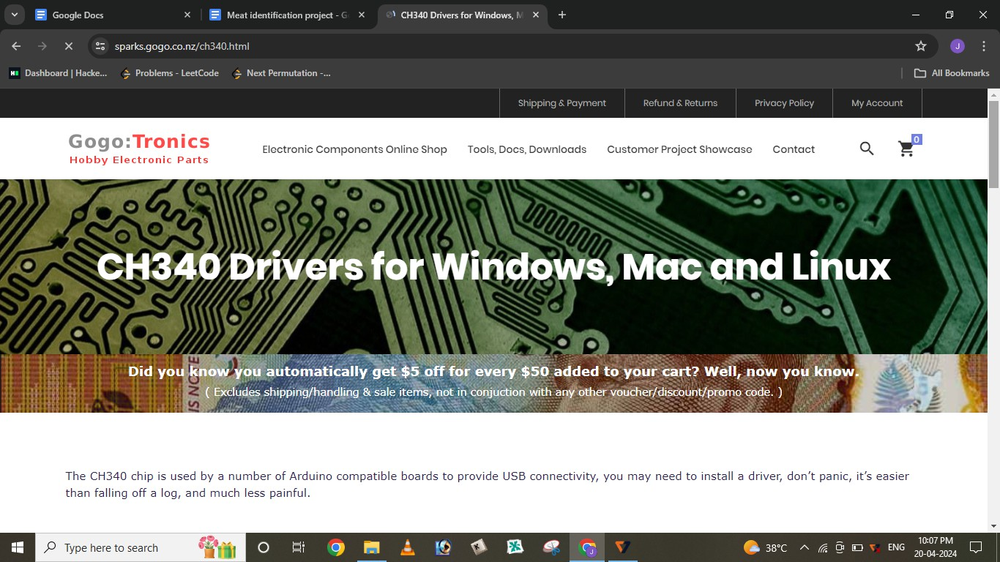 Google Docs
Meat identification project - G
CH340 Drivers for Windows, M
sparks.gogo.co.nz/ch340.html
J
Dashboard | Hacke...
Problems - LeetCode
Next Permutation -...
All Bookmarks
Shipping & Payment
Refund & Returns
Privacy Policy
My Account
Gogo:Tronics
Hobby Electronic Parts
Electronic Components Online Shop
Tools, Docs, Downloads
Customer Project Showcase
Contact
0
CH340 Drivers for Windows, Mac and Linux
Did you know you automatically get $5 off for every $50 added to your cart? Well, now you know.
( Excludes shipping/handling & sale items, not in conjuction with any other voucher/discount/promo code. )
The CH340 chip is used by a number of Arduino compatible boards to provide USB connectivity, you may need to install a driver, don’t panic, it’s easier
than falling off a log, and much less painful.
Type here to search
38°C
ENG
10:07 PM
20-04-2024